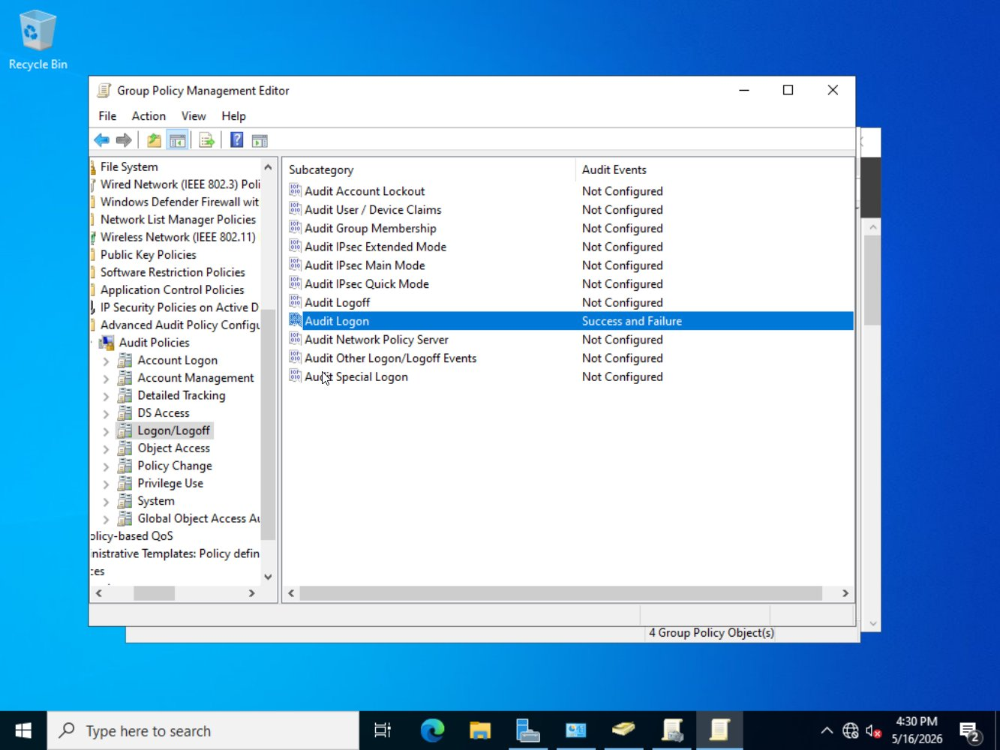 Recycle Bin
Group Policy Management Editor
File Action View Help
File System
Wired Network (IEEE 802.3) Poli
Windows Defender Firewall wit
Network List Manager Policies
Wireless Network (IEEE 802.11)
Public Key Policies
Software Restriction Policies
Application Control Policies
IP Security Policies on Active D
Advanced Audit Policy Configu
Audit Policies
Account Logon
Account Management
Detailed Tracking
DS Access
Logon/Logoff
Object Access
Policy Change
Privilege Use
System
Global Object Access Au
olicy-based QoS
nistrative Templates: Policy defin
ces
Subcategory Audit Events
Audit Account Lockout Not Configured
Audit User / Device Claims Not Configured
Audit Group Membership Not Configured
Audit IPsec Extended Mode Not Configured
Audit IPsec Main Mode Not Configured
Audit IPsec Quick Mode Not Configured
Audit Logoff Not Configured
Audit Logon Success and Failure
Audit Network Policy Server Not Configured
Audit Other Logon/Logoff Events Not Configured
Audit Special Logon Not Configured
4 Group Policy Object(s)
Type here to search
4:30 PM
5/16/2026
2